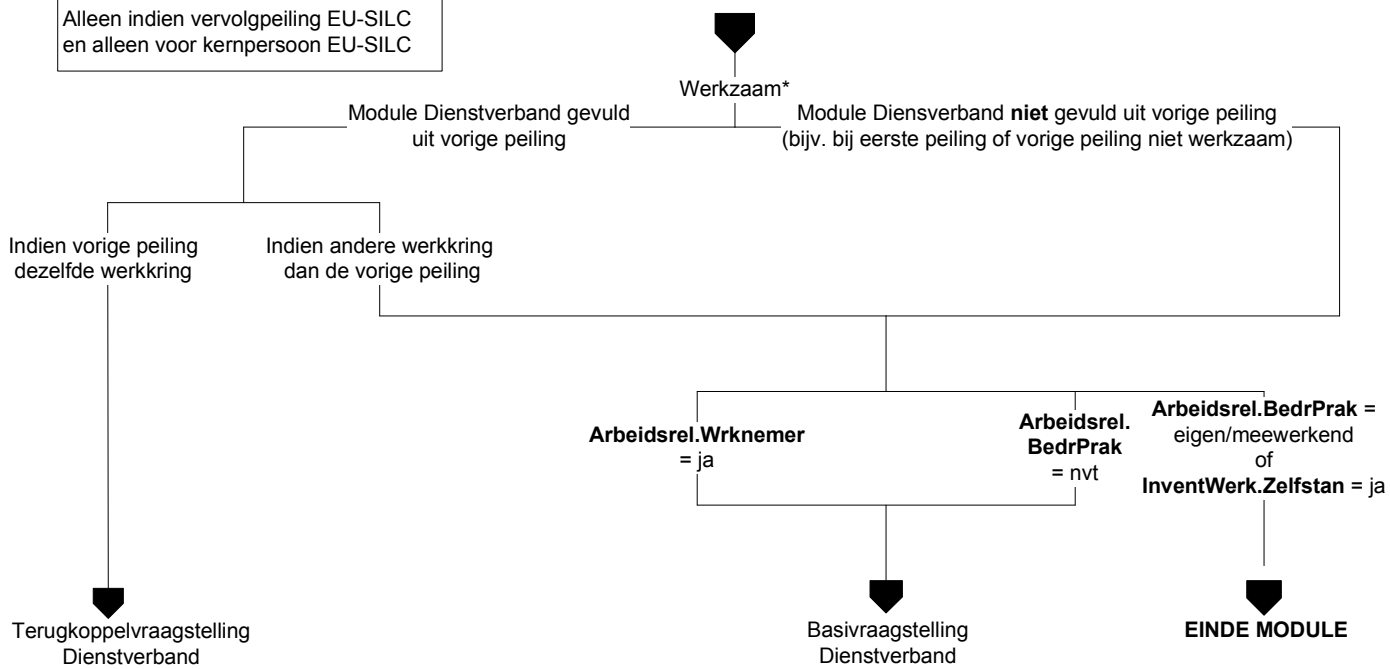 Alleen indien vervolgpeiling EU-SILC
en alleen voor kernpersoon EU-SILC
Werkzaam*
Module Dienstverband gevuld
uit vorige peiling
Module Diensverband niet gevuld uit vorige peiling
(bijv. bij eerste peiling of vorige peiling niet werkzaam)
Indien vorige peiling
dezelfde werkkring
Indien andere werkkring
dan de vorige peiling
Arbeidsrel.Wrknemer
= ja
Arbeidsrel.
BedrPrak
= nvt
Arbeidsrel.BedrPrak =
eigen/meewerkend
of
InventWerk.Zelfstan = ja
Terugkoppelvraagstelling
Dienstverband
Basivraagstelling
Dienstverband
EINDE MODULE